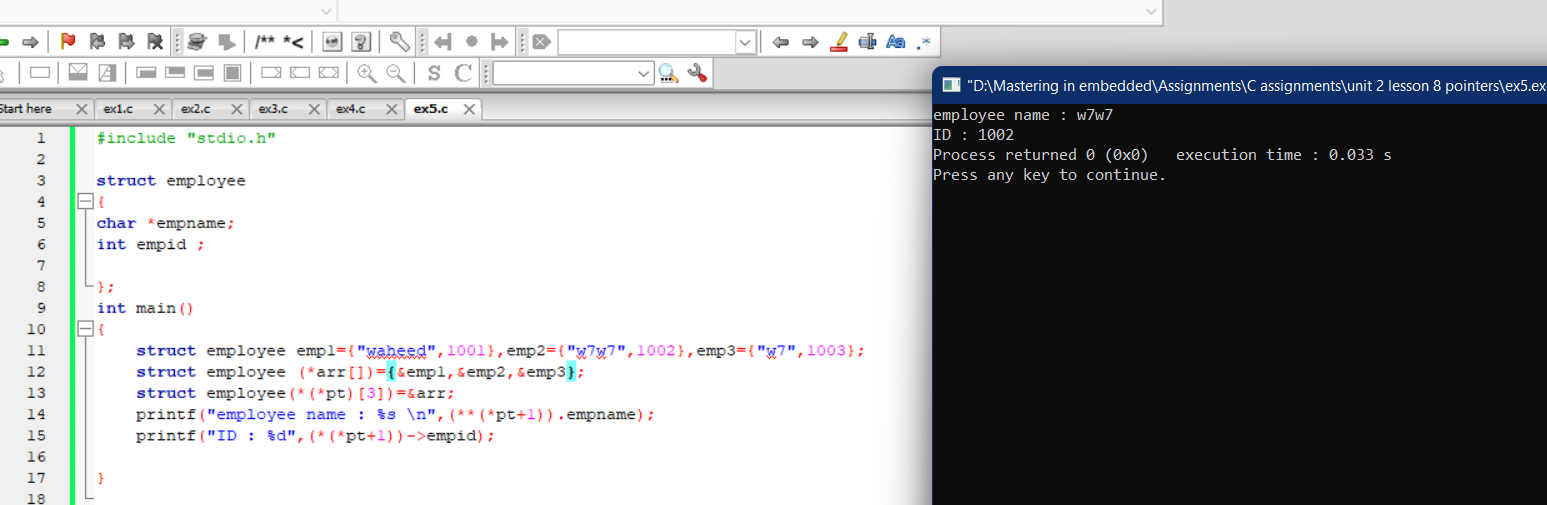 /** *<
S C
Start here ex1.c ex2.c ex3.c ex4.c ex5.c
1 #include "stdio.h"
2
3 struct employee
4 {
5 char *empname;
6 int empid ;
7
8 };
9 int main()
10 {
11 struct employee emp1={"waheed",1001},emp2={"w7w7",1002},emp3={"w7",1003};
12 struct employee (*arr[])={&emp1,&emp2,&emp3};
13 struct employee(*(*pt)[3])=&arr;
14 printf("employee name : %s \n",(**(*pt+1)).empname);
15 printf("ID : %d",(*(*pt+1))->empid);
16
17 }
18
"D:\Mastering in embedded\Assignments\C assignments\unit 2 lesson 8 pointers\ex5.ex
employee name : w7w7
ID : 1002
Process returned 0 (0x0) execution time : 0.033 s
Press any key to continue.